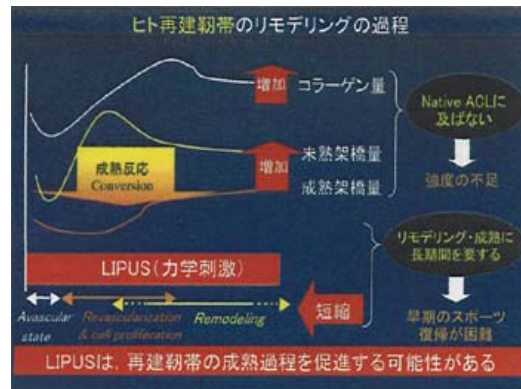 ヒト再建靭帯のリモデリングの過程
増加
コラーゲン量
Native ACLに
及ばない
強度の不足
成熟反応
Conversion
増加
未熟架橋量
成熟架橋量
リモデリング・成熟に
長期間を要する
早期のスポーツ
復帰が困難
LIPUS(力学刺激)
短縮
Avascular
state
Revascularization
& cell proliferation
Remodeling
LIPUSは，再建靭帯の成熟過程を促進する可能性がある